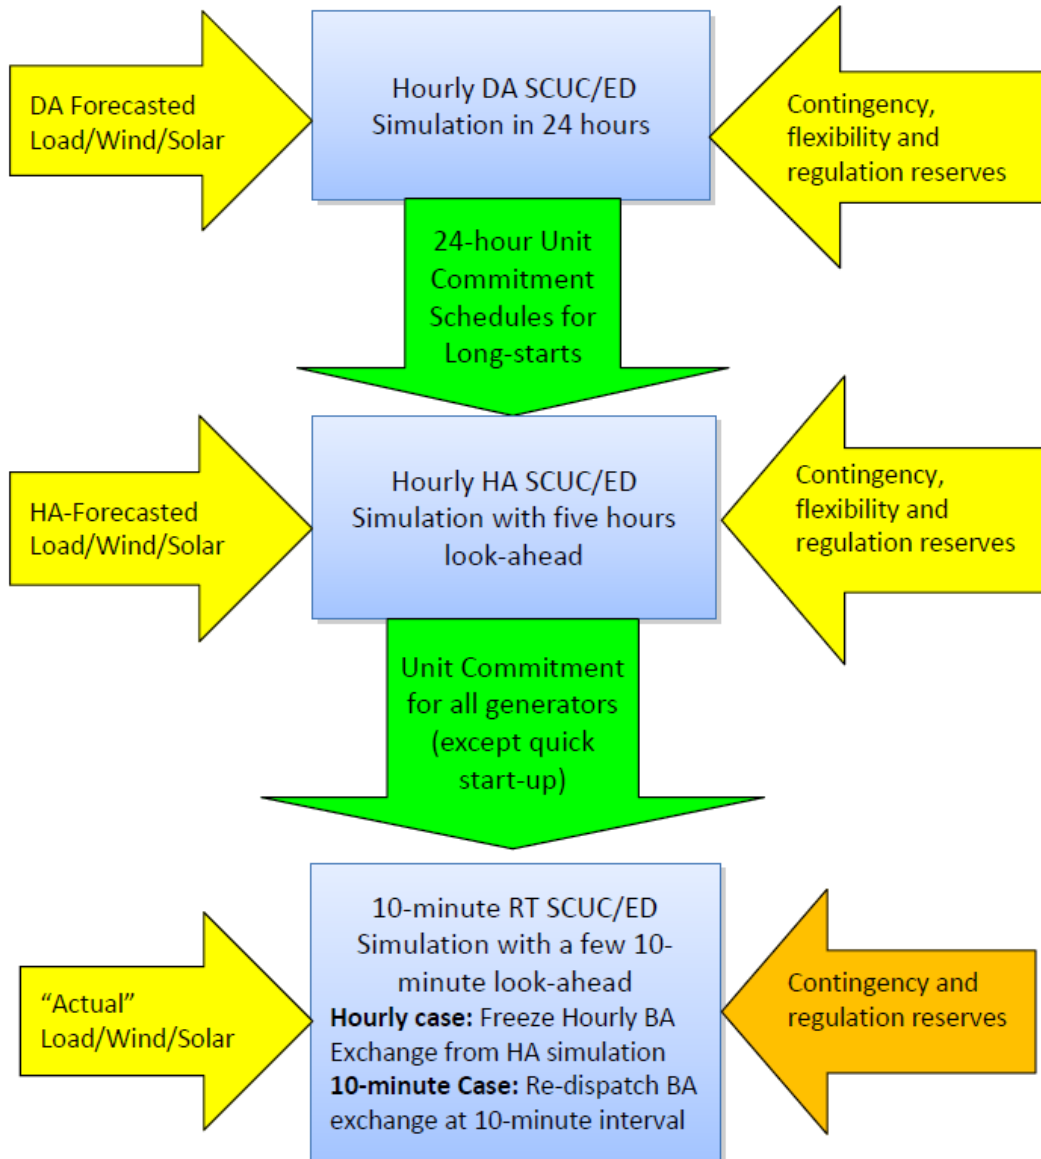 DA Forecasted
Load/Wind/Solar
Hourly DA SCUC/ED
Simulation in 24 hours
Contingency,
flexibility and
regulation reserves
24-hour Unit
Commitment
Schedules for
Long-starts
HA-Forecasted
Load/Wind/Solar
Hourly HA SCUC/ED
Simulation with five hours
look-ahead
Contingency,
flexibility and
regulation reserves
Unit Commitment
for all generators
(except quick
start-up)
“Actual”
Load/Wind/Solar
10-minute RT SCUC/ED
Simulation with a few 10-
minute look-ahead
Hourly case: Freeze Hourly BA
Exchange from HA simulation
10-minute Case: Re-dispatch BA
exchange at 10-minute interval
Contingency and
regulation reserves